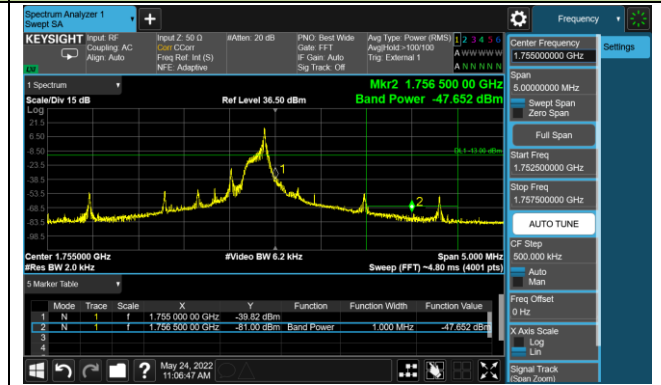 Spectrum Analyzer 1
Swept SA
Frequency
KEYSIGHT
Input: RF
Coupling: AC
Align: Auto
Input Z: 50 Ω
Corr CCorr
Freq Ref: Int (S)
NFE: Adaptive
#Atten: 20 dB
PNO: Best Wide
Gate: FFT
IF Gain: Auto
Sig Track: Off
Avg Type: Power (RMS)
Avg|Hold:>100/100
Trig: External 1
1 2 3 4 5 6
A W W W W W
A N N N N N
LXI
1 Spectrum
Scale/Div 15 dB
Ref Level 36.50 dBm
Mkr2 1.756 500 00 GHz
Band Power -47.652 dBm
Log
21.5
6.50
-8.50
-23.5
-38.5
-53.5
-68.5
-83.5
-98.5
DL1 -13.00 dBm
1
2
Center 1.755000 GHz
#Res BW 2.0 kHz
#Video BW 6.2 kHz
Span 5.000 MHz
Sweep (FFT) ~4.80 ms (4001 pts)
5 Marker Table
Mode Trace Scale X Y Function Function Width Function Value
1 N 1 f 1.755 000 00 GHz -39.82 dBm
2 N 1 f 1.756 500 00 GHz -81.00 dBm Band Power 1.000 MHz -47.652 dBm
3
4
May 24, 2022
11:06:47 AM
Center Frequency
1.755000000 GHz
Settings
Span
5.00000000 MHz
Swept Span
Zero Span
Full Span
Start Freq
1.752500000 GHz
Stop Freq
1.757500000 GHz
AUTO TUNE
CF Step
500.000 kHz
Auto
Man
Freq Offset
0 Hz
X Axis Scale
Log
Lin
Signal Track
(Span Zoom)